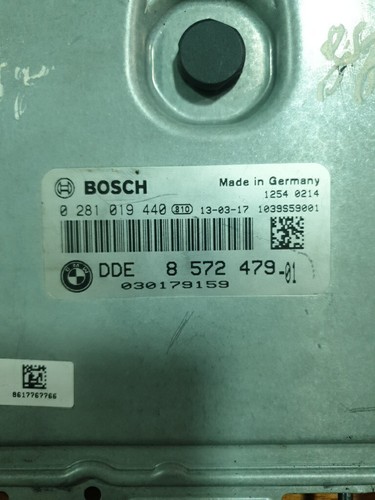 BOSCH
Made in Germany
1254 0214
0 281 019 440 B10 13-03-17 1039S59001
DDE 8 572 479-01
030179159
8617767766